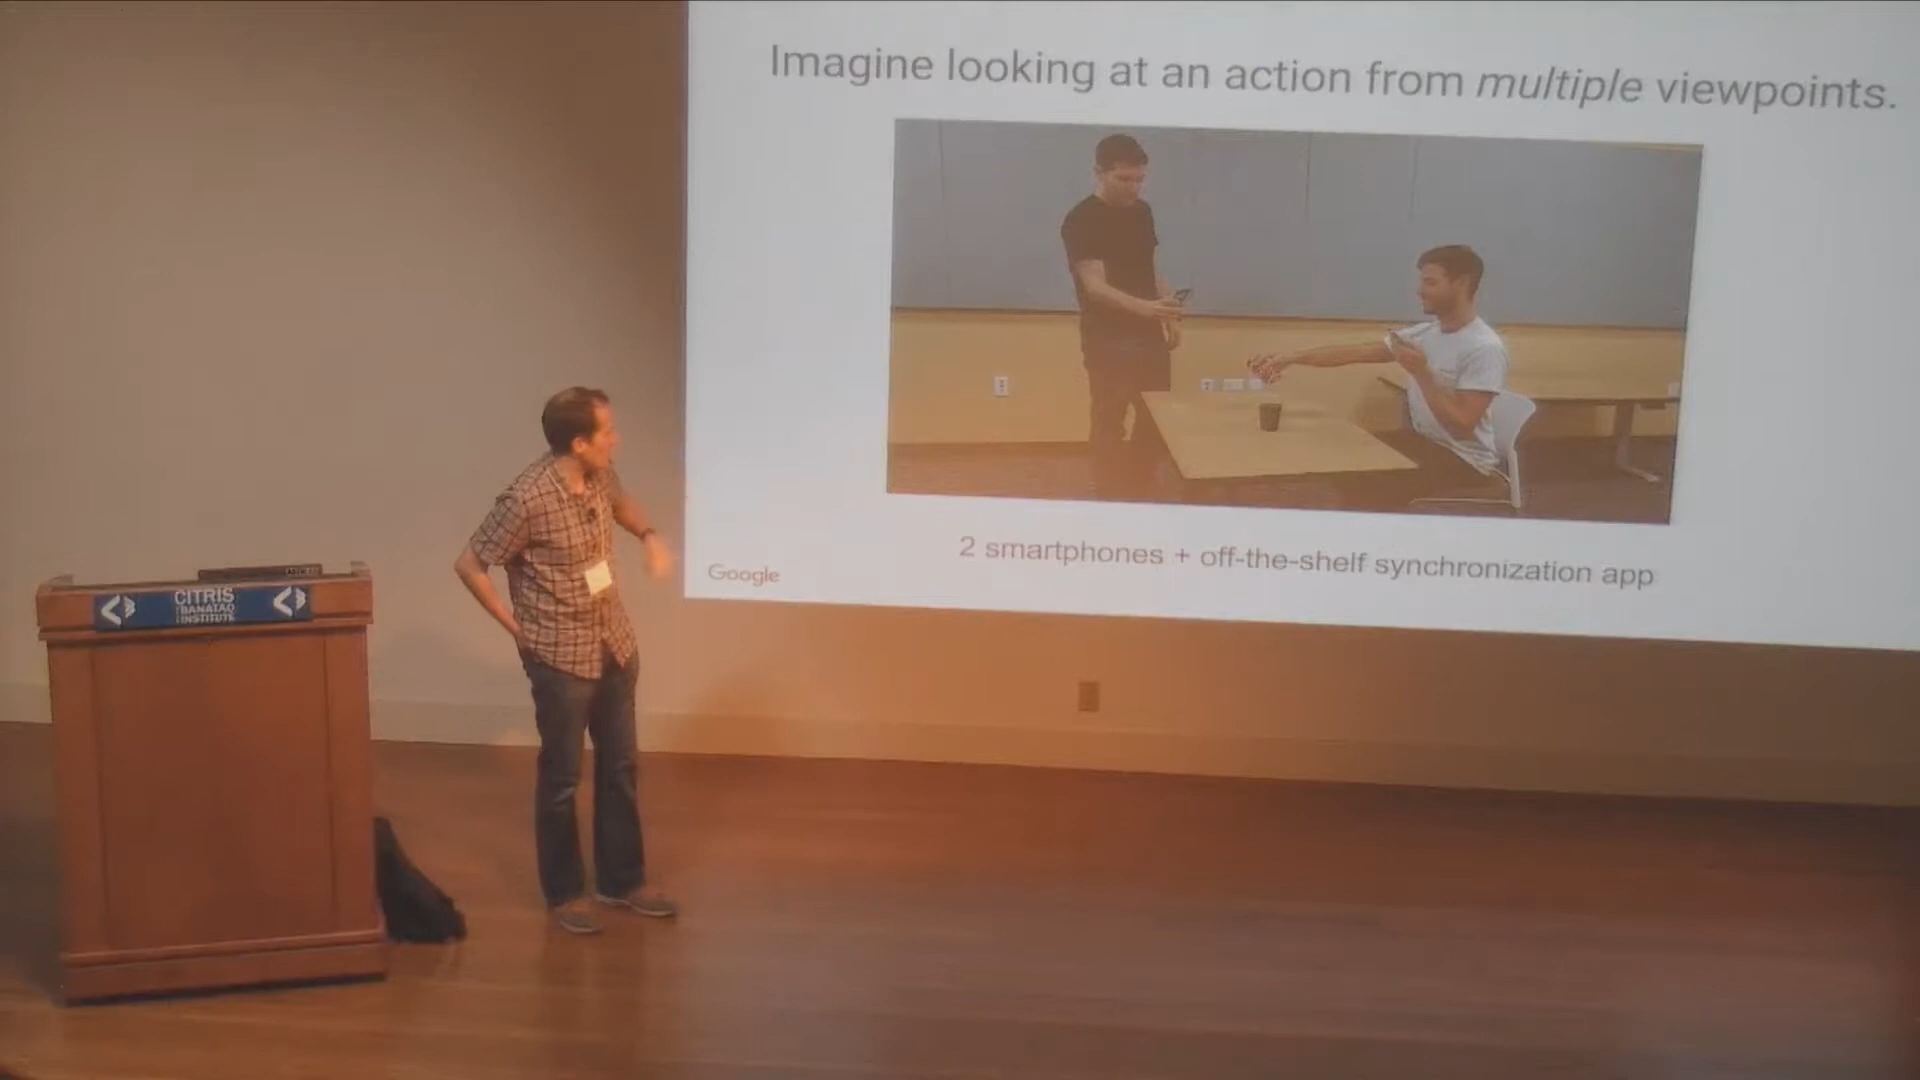 Imagine looking at an action from multiple viewpoints.
2 smartphones + off-the-shelf synchronization app
Google
CITRIS
THE BANATAO
INSTITUTE